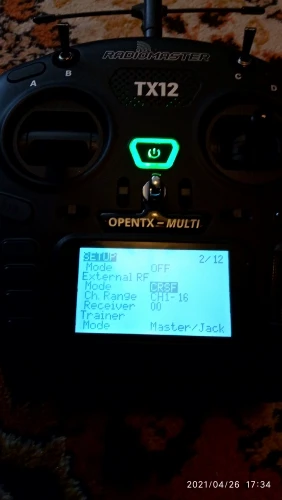 RADIOMASTER
A
B
C
D
TX12
OPENTX - MULTI
SETUP 2/12
Mode OFF
External RF
Mode CRSF
Ch. Range CH1-16
Receiver 00
Trainer
Mode Master/Jack
2021/04/26 17:34